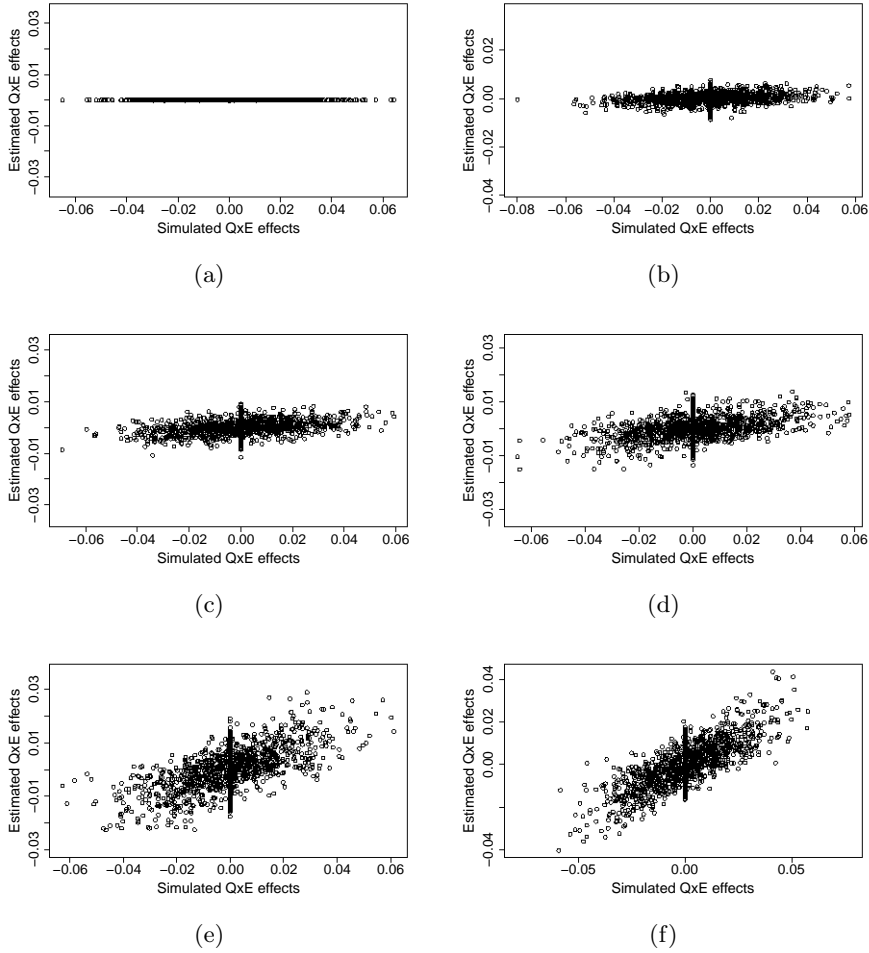 Estimated QxE effects
0.03
0.01
−0.01
−0.03
−0.06 −0.04 −0.02 0.00 0.02 0.04 0.06
Simulated QxE effects
(a)
Estimated QxE effects
0.02
0.00
−0.02
−0.04
−0.08 −0.06 −0.04 −0.02 0.00 0.02 0.04 0.06
Simulated QxE effects
(b)
Estimated QxE effects
0.03
0.01
−0.01
−0.03
−0.06 −0.04 −0.02 0.00 0.02 0.04 0.06
Simulated QxE effects
(c)
Estimated QxE effects
0.03
0.01
−0.01
−0.03
−0.06 −0.04 −0.02 0.00 0.02 0.04 0.06
Simulated QxE effects
(d)
Estimated QxE effects
0.03
0.01
−0.01
−0.03
−0.06 −0.04 −0.02 0.00 0.02 0.04 0.06
Simulated QxE effects
(e)
Estimated QxE effects
0.04
0.02
0.00
−0.04
−0.05 0.00 0.05
Simulated QxE effects
(f)